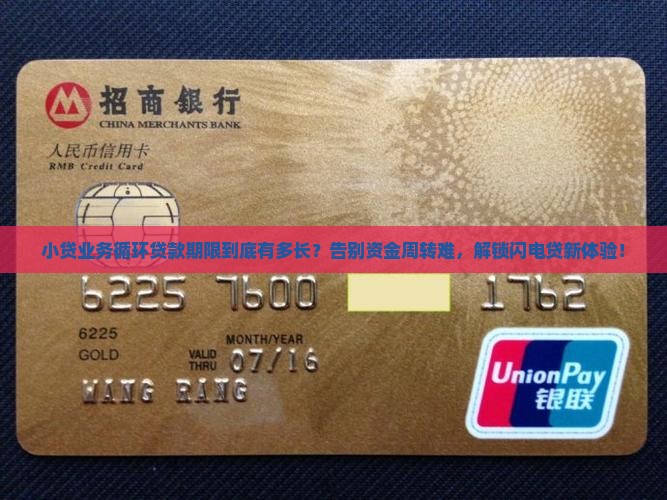 招商银行
CHINA MERCHANTS BANK
人民币信用卡
RMB Credit Card
小贷业务循环贷款期限到底有多长？告别资金周转难，解锁闪电贷新体验！
6225 7600 1762
6225
MONTH/YEAR
GOLD VALID THRU 07/16
WANG RANG
UnionPay
银联